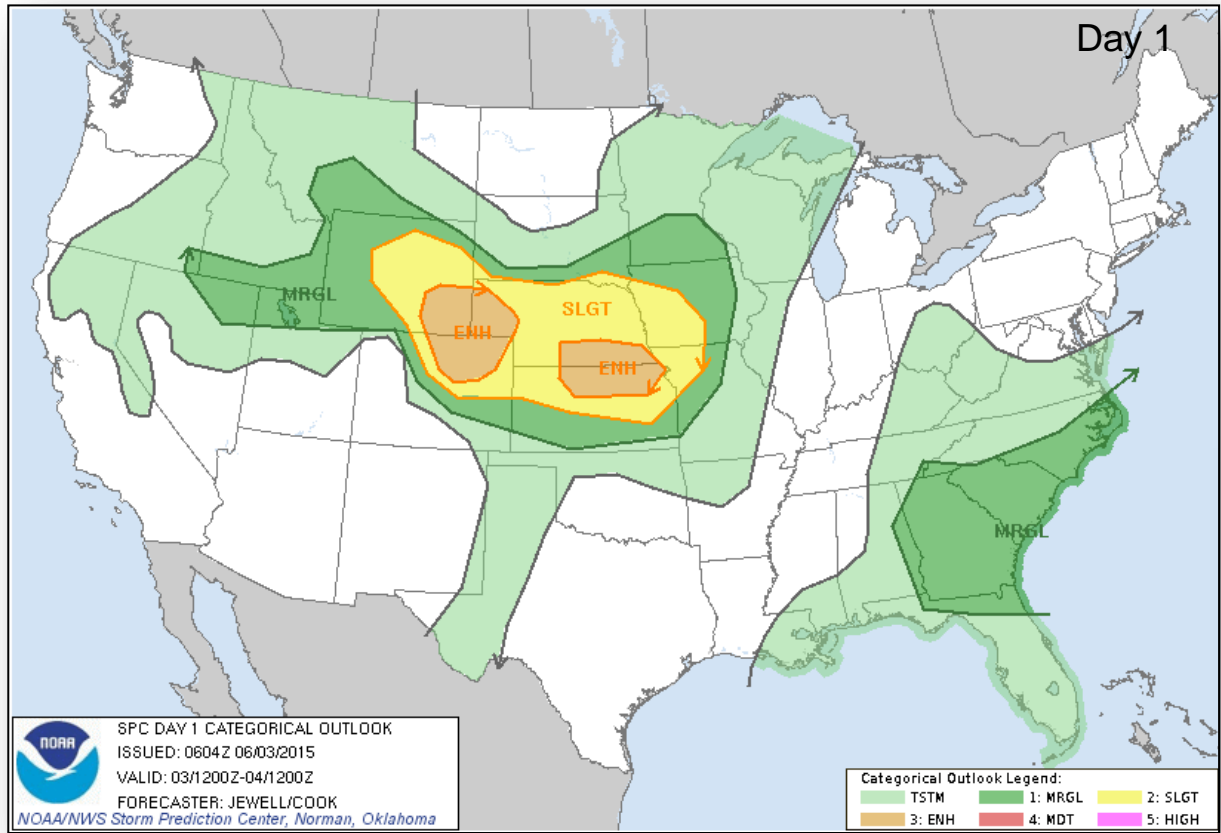 Day 1
MRGL
SLGT
ENH
ENH
MRGL
NOAA
SPC DAY 1 CATEGORICAL OUTLOOK
ISSUED: 0604Z 06/03/2015
VALID: 03/1200Z-04/1200Z
FORECASTER: JEWELL/COOK
NOAA/NWS Storm Prediction Center, Norman, Oklahoma
Categorical Outlook Legend:
TSTM 1: MRGL 2: SLGT
3: ENH 4: MDT 5: HIGH